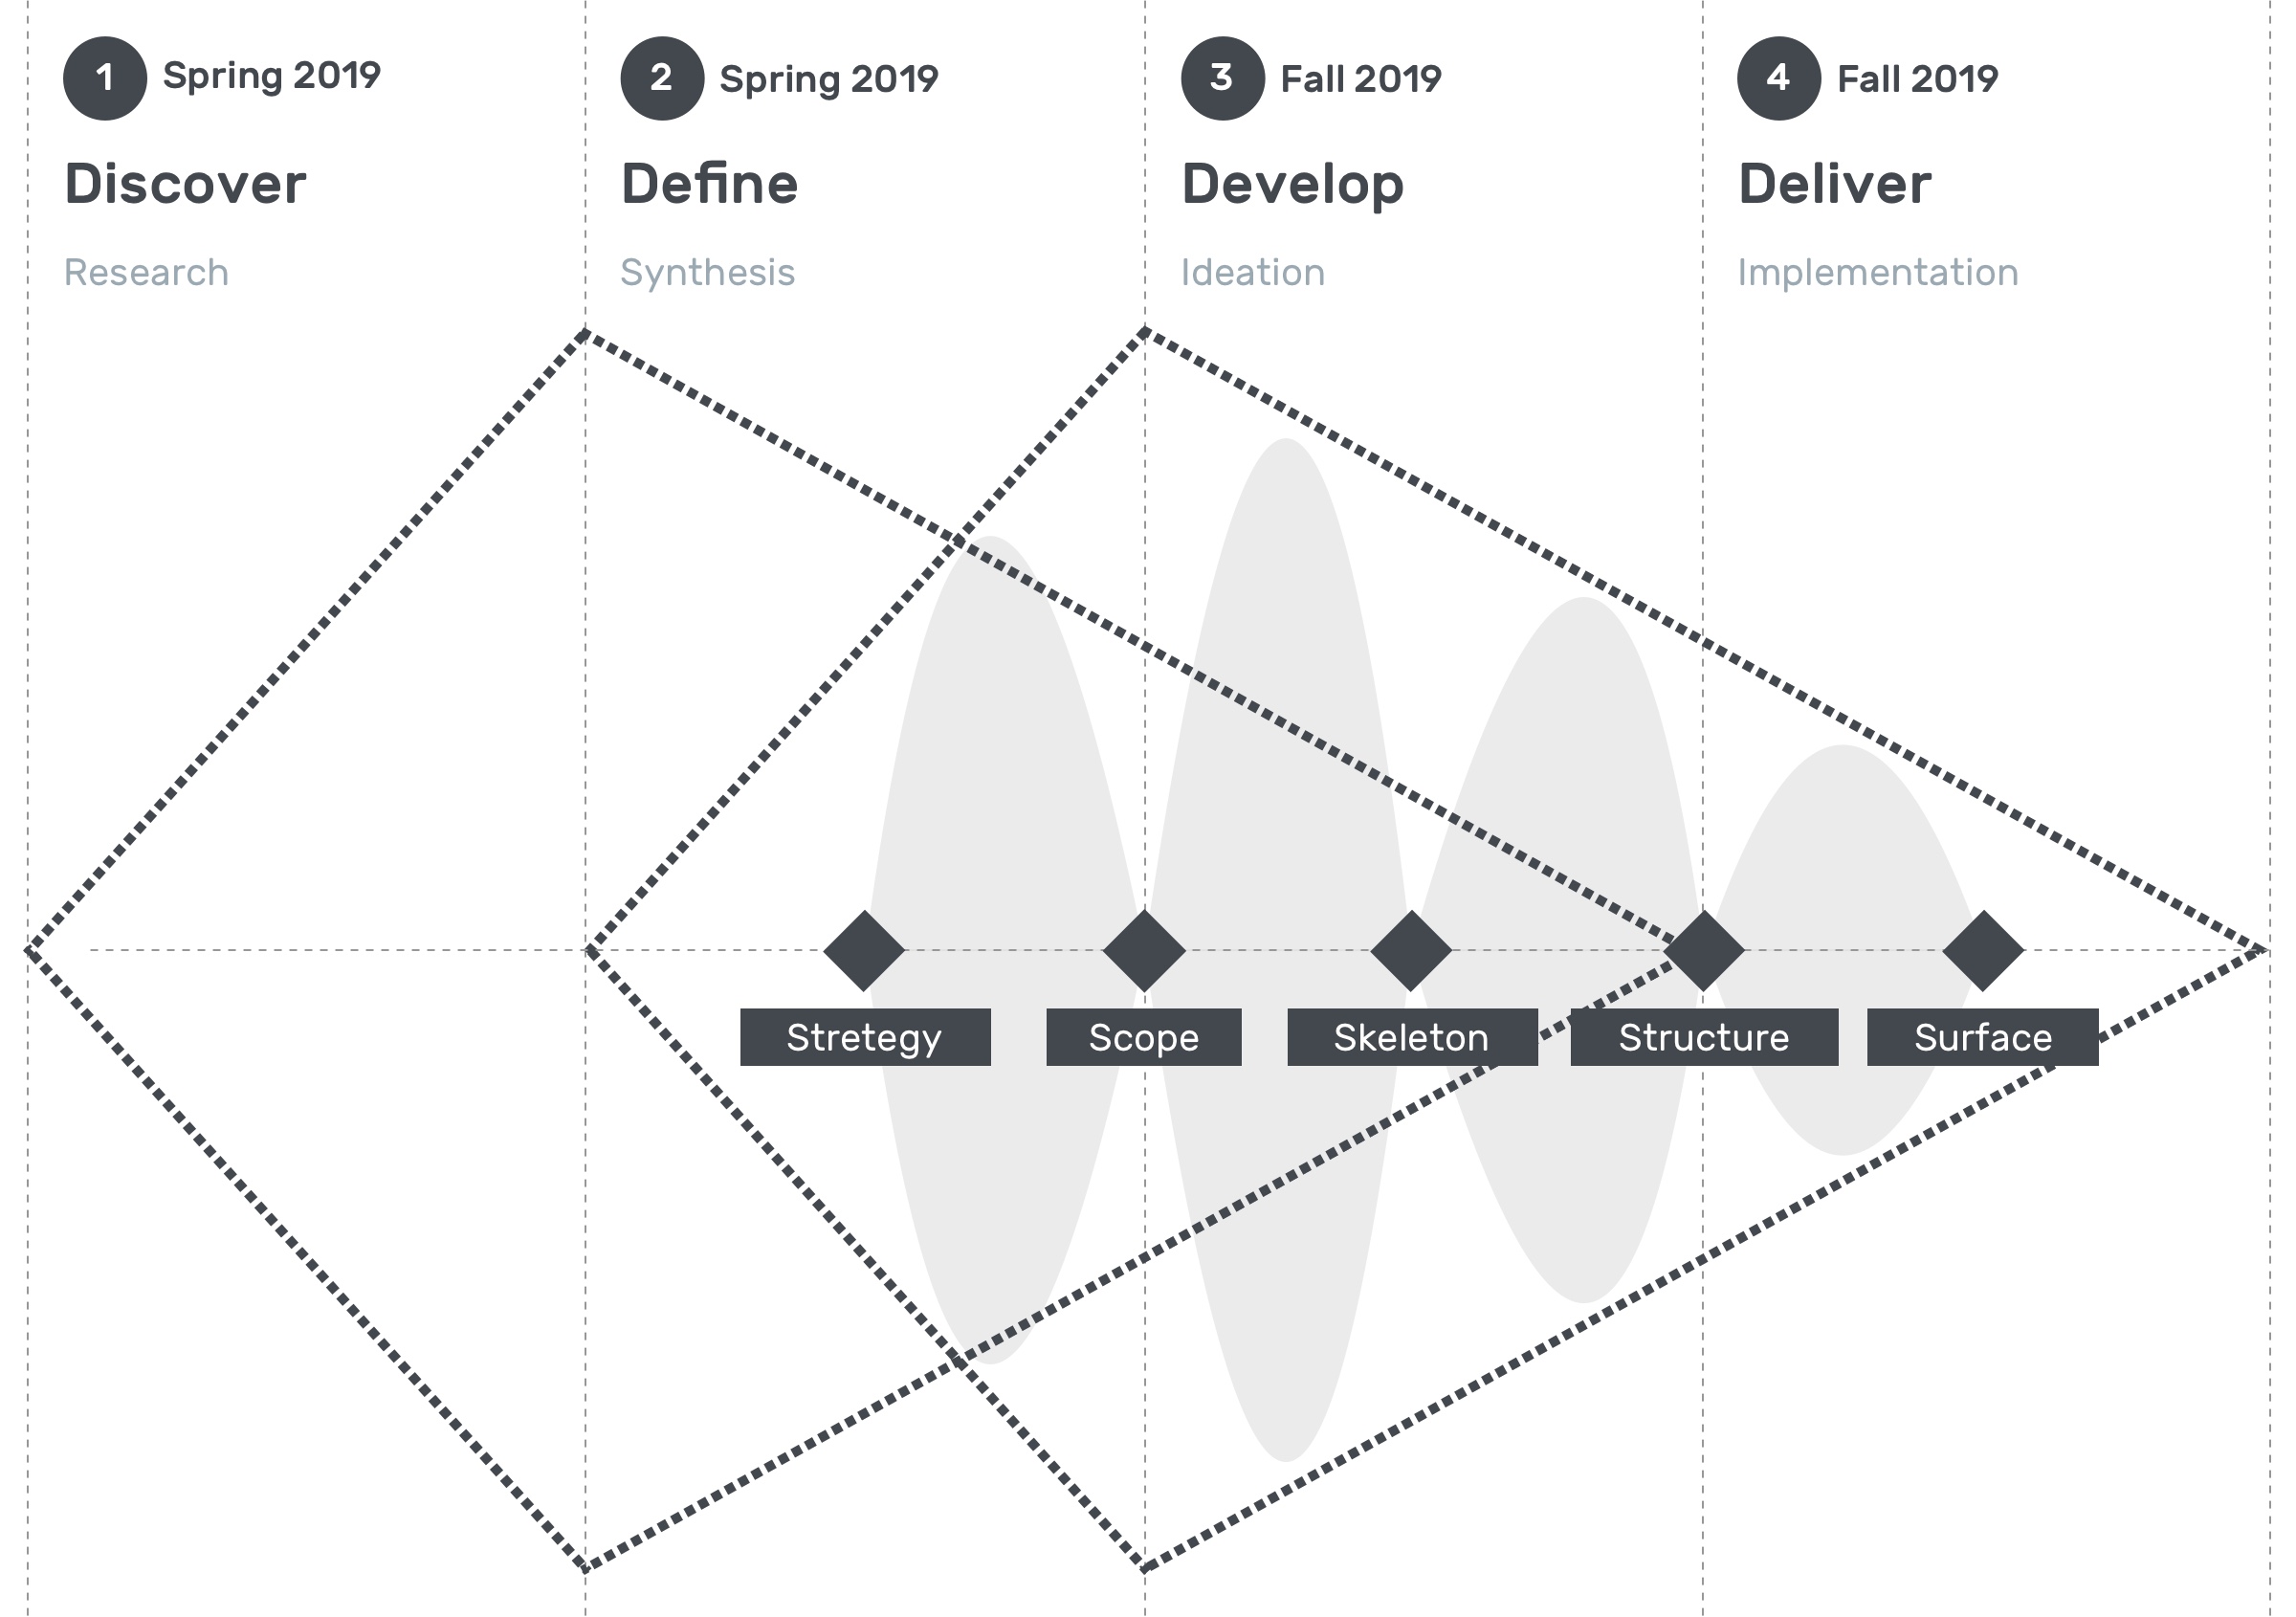 1 Spring 2019
Discover
Research
2 Spring 2019
Define
Synthesis
3 Fall 2019
Develop
Ideation
4 Fall 2019
Deliver
Implementation
Stretegy
Scope
Skeleton
Structure
Surface